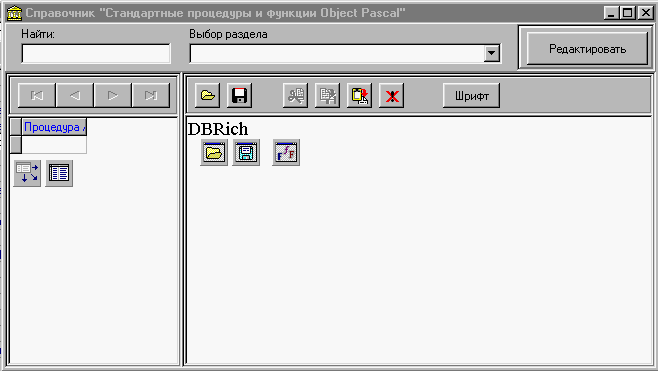 Справочник "Стандартные процедуры и функции Object Pascal"
Найти:
Выбор раздела
Редактировать
Шрифт
Процедура
DBRich